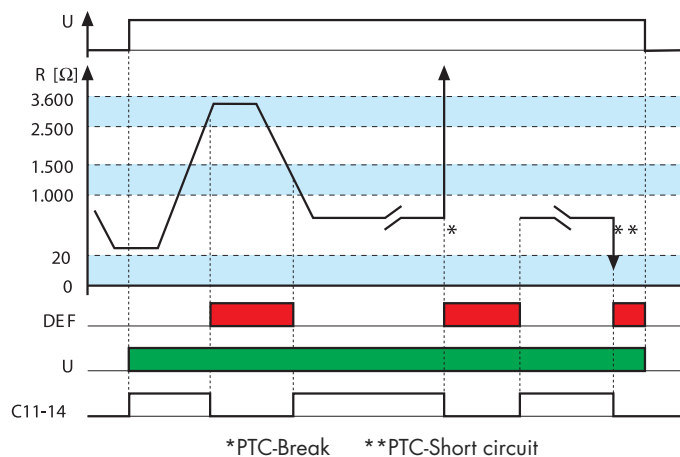 U
R [Ω]
3.600
2.500
1.500
1.000
*
**
20
0
DEF
U
C11-14
*PTC-Break **PTC-Short circuit